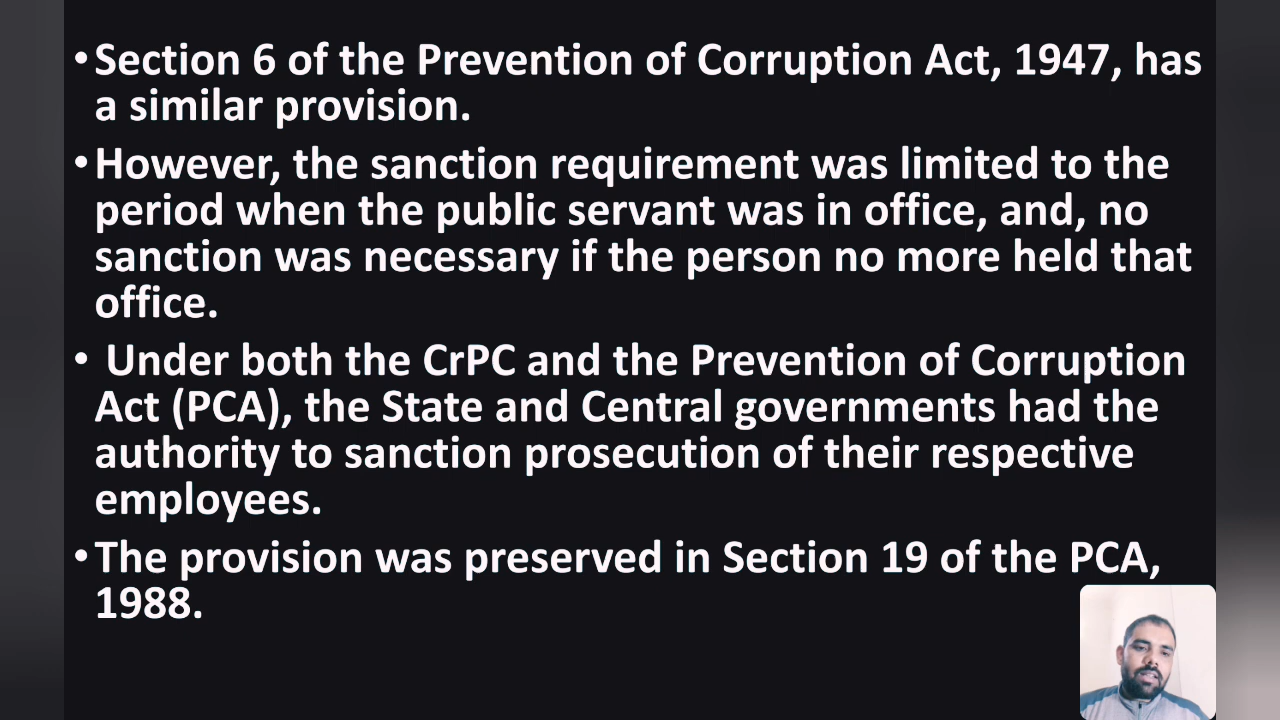 •Section 6 of the Prevention of Corruption Act, 1947, has
a similar provision.
•However, the sanction requirement was limited to the
period when the public servant was in office, and, no
sanction was necessary if the person no more held that
office.
• Under both the CrPC and the Prevention of Corruption
Act (PCA), the State and Central governments had the
authority to sanction prosecution of their respective
employees.
•The provision was preserved in Section 19 of the PCA,
1988.